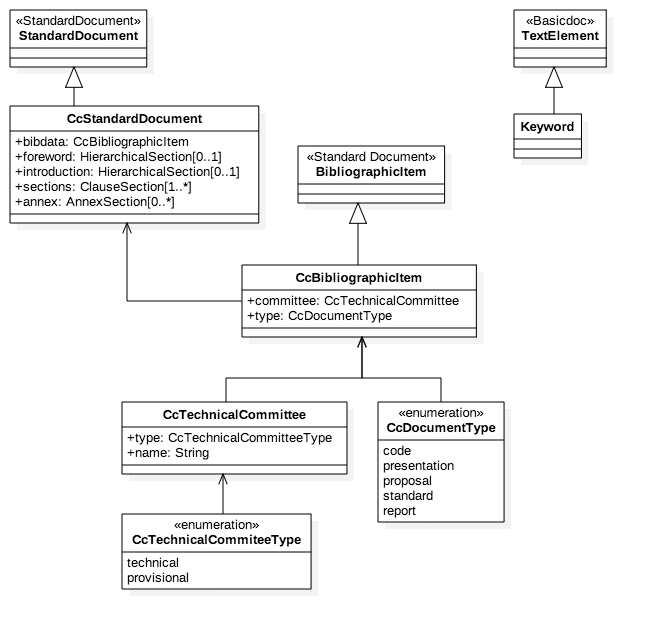 «StandardDocument»
StandardDocument
«Basicdoc»
TextElement
CcStandardDocument
+bibdata: CcBibliographicItem
+foreword: HierarchicalSection[0..1]
+introduction: HierarchicalSection[0..1]
+sections: ClauseSection[1..*]
+annex: AnnexSection[0..*]
Keyword
«Standard Document»
BibliographicItem
CcBibliographicItem
+committee: CcTechnicalCommittee
+type: CcDocumentType
CcTechnicalCommittee
+type: CcTechnicalCommitteeType
+name: String
«enumeration»
CcDocumentType
code
presentation
proposal
standard
report
«enumeration»
CcTechnicalCommiteeType
technical
provisional